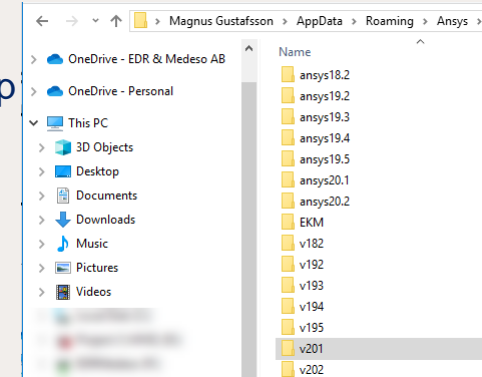 Magnus Gustafsson > AppData > Roaming > Ansys >
p
OneDrive - EDR & Medeso AB
OneDrive - Personal
This PC
3D Objects
Desktop
Documents
Downloads
Music
Pictures
Videos
Name
ansys18.2
ansys19.2
ansys19.3
ansys19.4
ansys19.5
ansys20.1
ansys20.2
EKM
v182
v192
v193
v194
v195
v201
v202